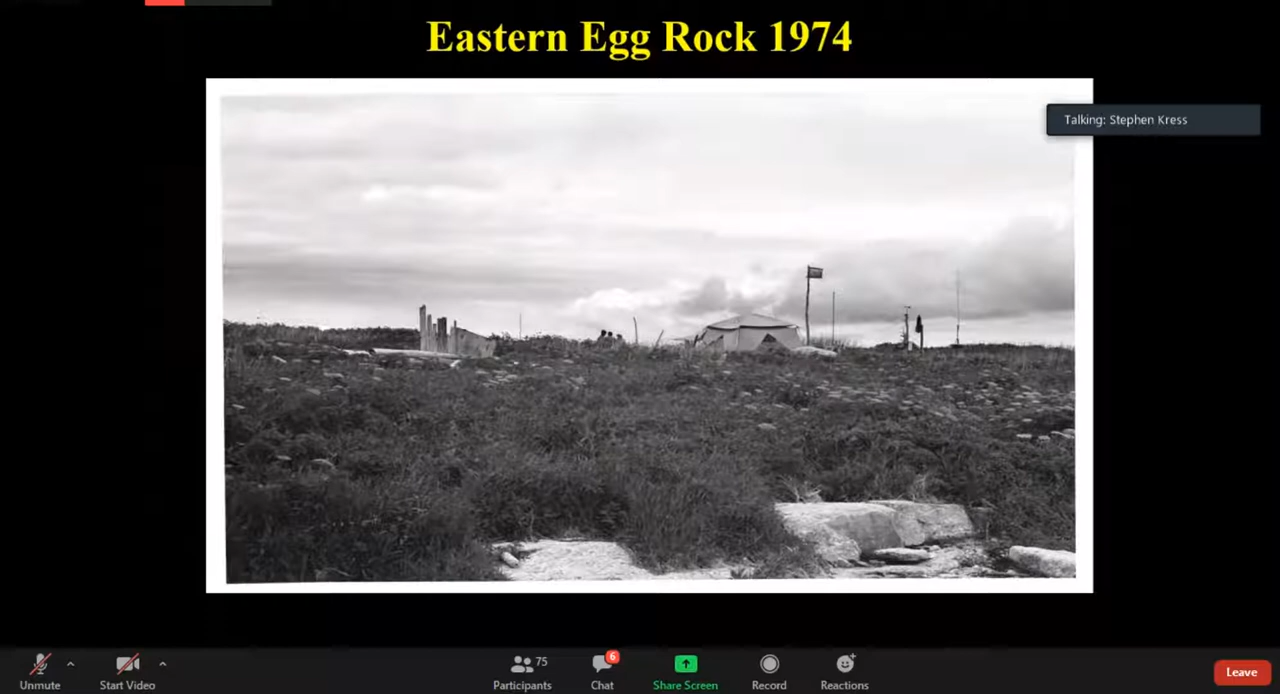 Eastern Egg Rock 1974
Talking: Stephen Kress
75
6
Unmute
Start Video
Participants
Chat
Share Screen
Record
Reactions
Leave